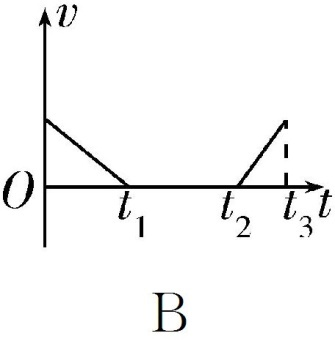 v
O t₁ t₂ t₃ t
B